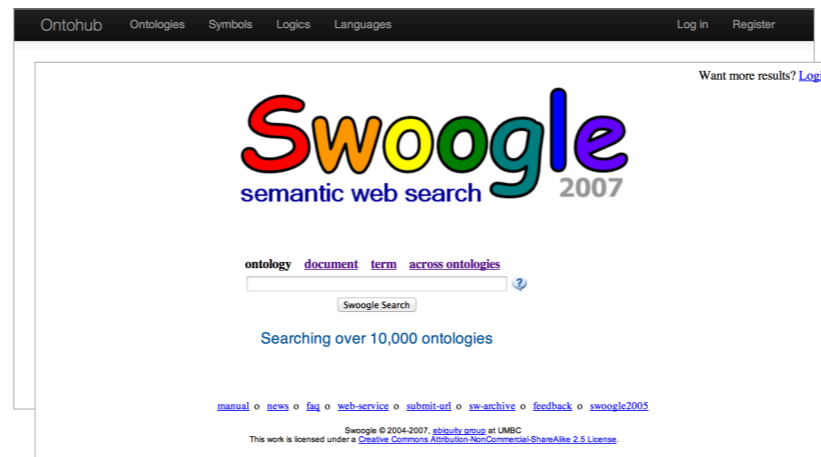 Ontohub Ontologies Symbols Logics Languages Log in Register
Want more results? Logi
Swoogle
semantic web search 2007
ontology document term across ontologies
Swoogle Search
Searching over 10,000 ontologies
manual o news o faq o web-service o submit-url o sw-archive o feedback o swoogle2005
Swoogle © 2004-2007, ebiquity group at UMBC
This work is licensed under a Creative Commons Attribution-NonCommercial-ShareAlike 2.5 License.